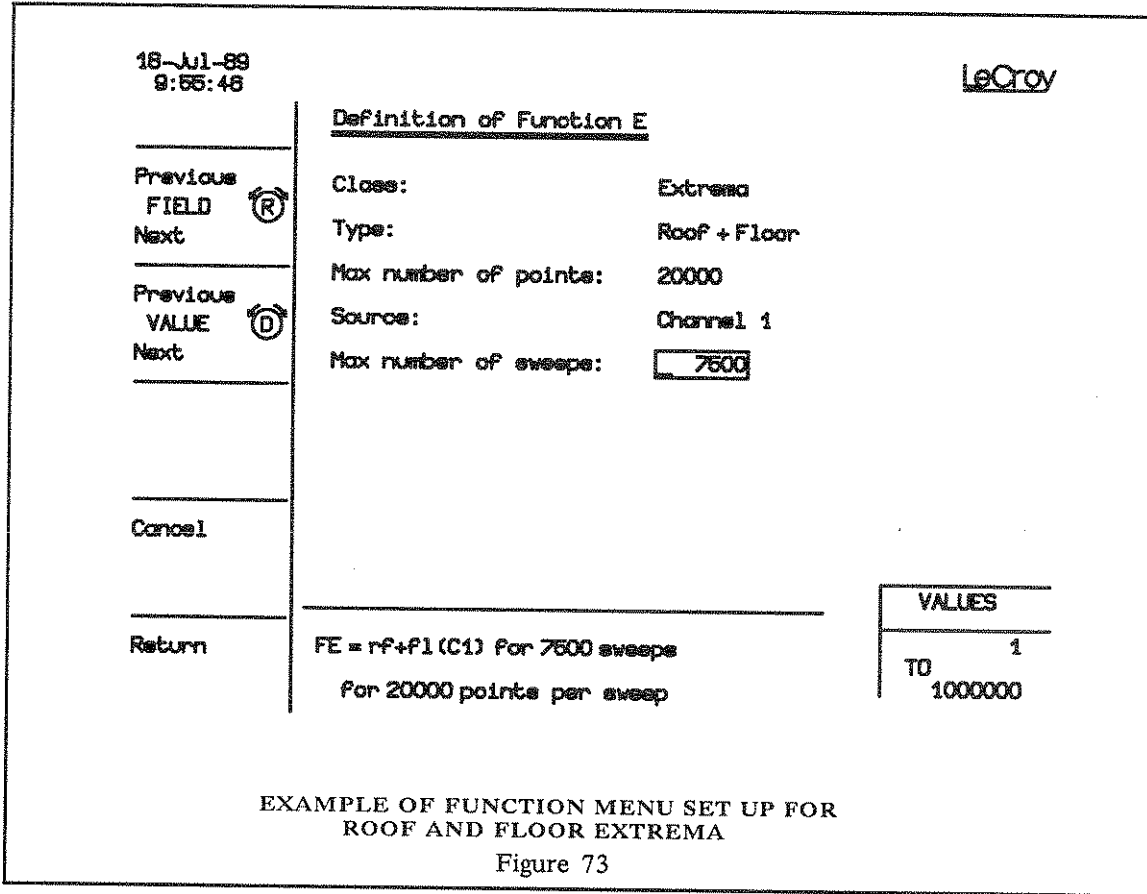 18-Jul-89
9:55:46
LeCroy
Definition of Function E
Previous
FIELD
R
Next
Previous
VALUE
D
Next
Cancel
Return
Class: Extrema
Type: Roof + Floor
Max number of points: 20000
Source: Channel 1
Max number of sweeps: 7500
FE = rf+fl(C1) for 7500 sweeps
for 20000 points per sweep
VALUES
1
TO
1000000
EXAMPLE OF FUNCTION MENU SET UP FOR
ROOF AND FLOOR EXTREMA
Figure 73